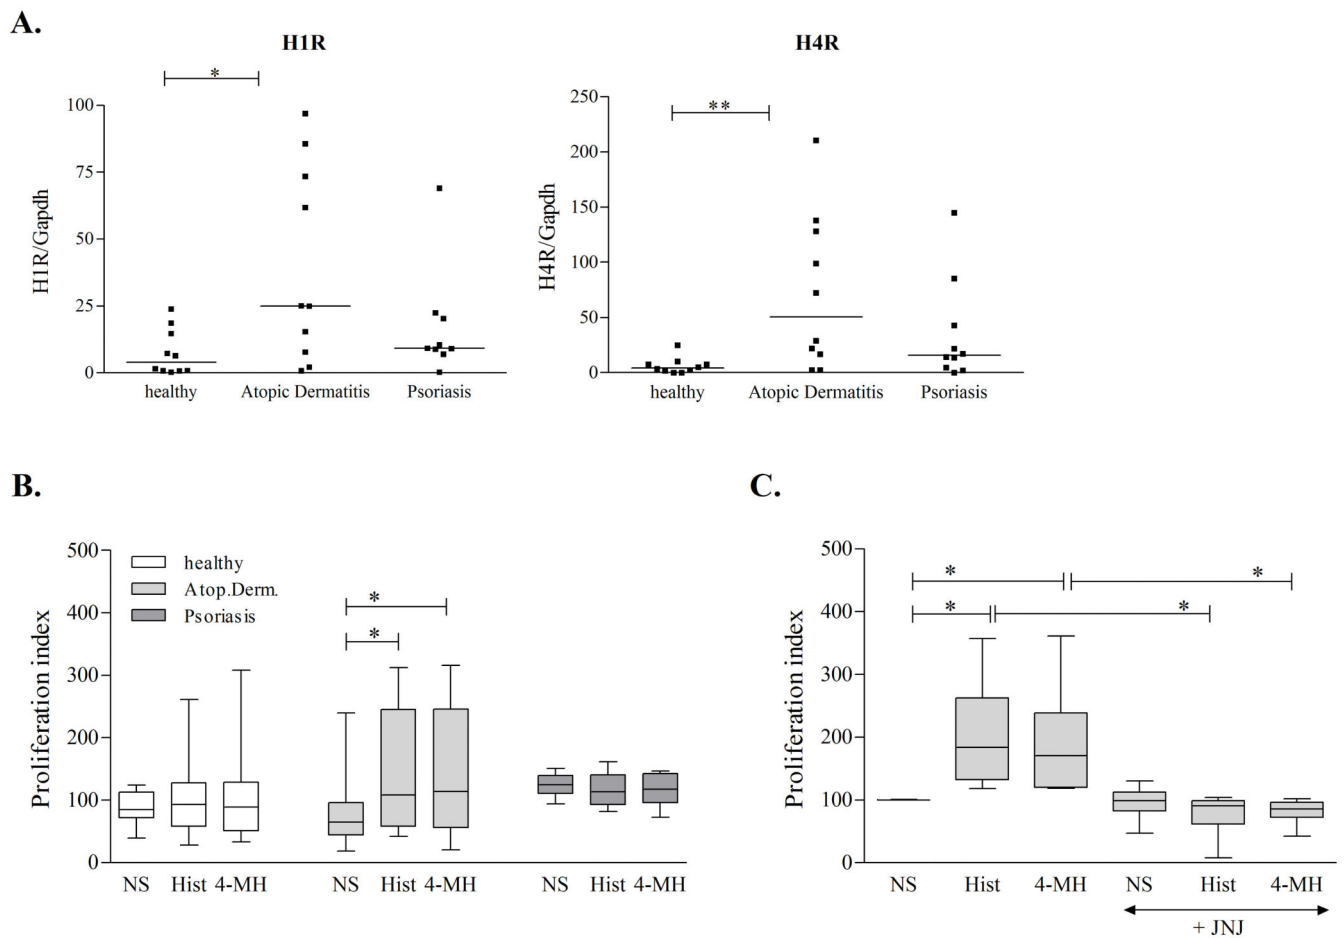 A.
H1R
*
H1R/Gapdh
100
75
50
25
0
healthy
Atopic Dermatitis
Psoriasis
H4R
**
H4R/Gapdh
250
200
150
100
50
0
healthy
Atopic Dermatitis
Psoriasis
B.
Proliferation index
500
400
300
200
100
0
healthy
Atop.Derm.
Psoriasis
*
*
NS Hist 4-MH
NS Hist 4-MH
NS Hist 4-MH
C.
Proliferation index
500
400
300
200
100
0
* *
* *
NS Hist 4-MH NS Hist 4-MH
+ JNJ